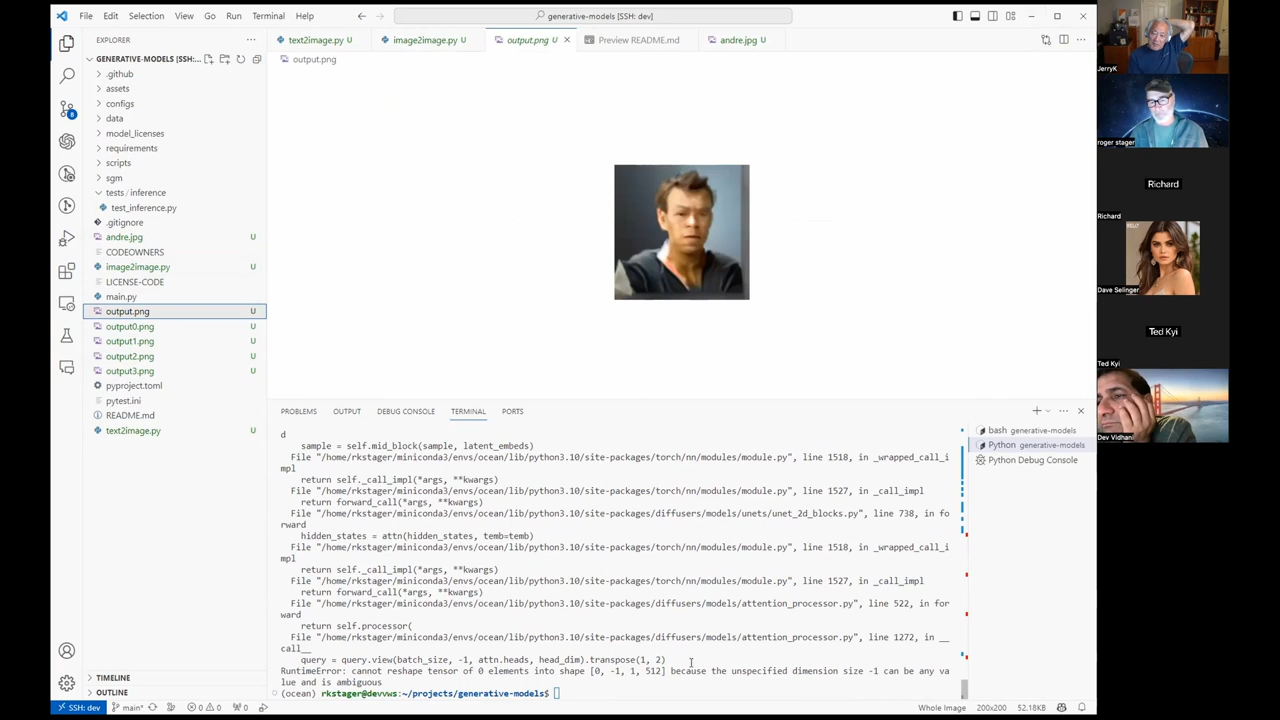 File Edit Selection View Go Run Terminal Help
generative-models [SSH: dev]
EXPLORER
GENERATIVE-MODELS [SSH:...
.github
assets
configs
data
model_licenses
requirements
scripts
sgm
tests / inference
test_inference.py
.gitignore
andre.jpg U
CODEOWNERS
image2image.py U
LICENSE-CODE
main.py
output.png U
output0.png U
output1.png U
output2.png U
output3.png U
pyproject.toml
pytest.ini
README.md
text2image.py U
TIMELINE
OUTLINE
8
text2image.py U
image2image.py U
output.png U
Preview README.md
andre.jpg U
output.png
PROBLEMS OUTPUT DEBUG CONSOLE TERMINAL PORTS
d
sample = self.mid_block(sample, latent_embeds)
File "/home/rkstager/miniconda3/envs/ocean/lib/python3.10/site-packages/torch/nn/modules/module.py", line 1518, in _wrapped_call_i
mpl
return self._call_impl(*args, **kwargs)
File "/home/rkstager/miniconda3/envs/ocean/lib/python3.10/site-packages/torch/nn/modules/module.py", line 1527, in _call_impl
return forward_call(*args, **kwargs)
File "/home/rkstager/miniconda3/envs/ocean/lib/python3.10/site-packages/diffusers/models/unets/unet_2d_blocks.py", line 738, in fo
rward
hidden_states = attn(hidden_states, temb=temb)
File "/home/rkstager/miniconda3/envs/ocean/lib/python3.10/site-packages/torch/nn/modules/module.py", line 1518, in _wrapped_call_i
mpl
return self._call_impl(*args, **kwargs)
File "/home/rkstager/miniconda3/envs/ocean/lib/python3.10/site-packages/torch/nn/modules/module.py", line 1527, in _call_impl
return forward_call(*args, **kwargs)
File "/home/rkstager/miniconda3/envs/ocean/lib/python3.10/site-packages/diffusers/models/attention_processor.py", line 522, in for
ward
return self.processor(
File "/home/rkstager/miniconda3/envs/ocean/lib/python3.10/site-packages/diffusers/models/attention_processor.py", line 1272, in __
call__
query = query.view(batch_size, -1, attn.heads, head_dim).transpose(1, 2)
RuntimeError: cannot reshape tensor of 0 elements into shape [0, -1, 1, 512] because the unspecified dimension size -1 can be any va
lue and is ambiguous
(ocean) rkstager@devvws:~/projects/generative-models$
bash generative-models
Python generative-models
Python Debug Console
SSH: dev main* 0 0 0 Whole Image 200x200 52.18KB
JerryK
roger stager
Richard
Richard
Dave Selinger
Ted Kyi
Ted Kyi
Dev Vidhani